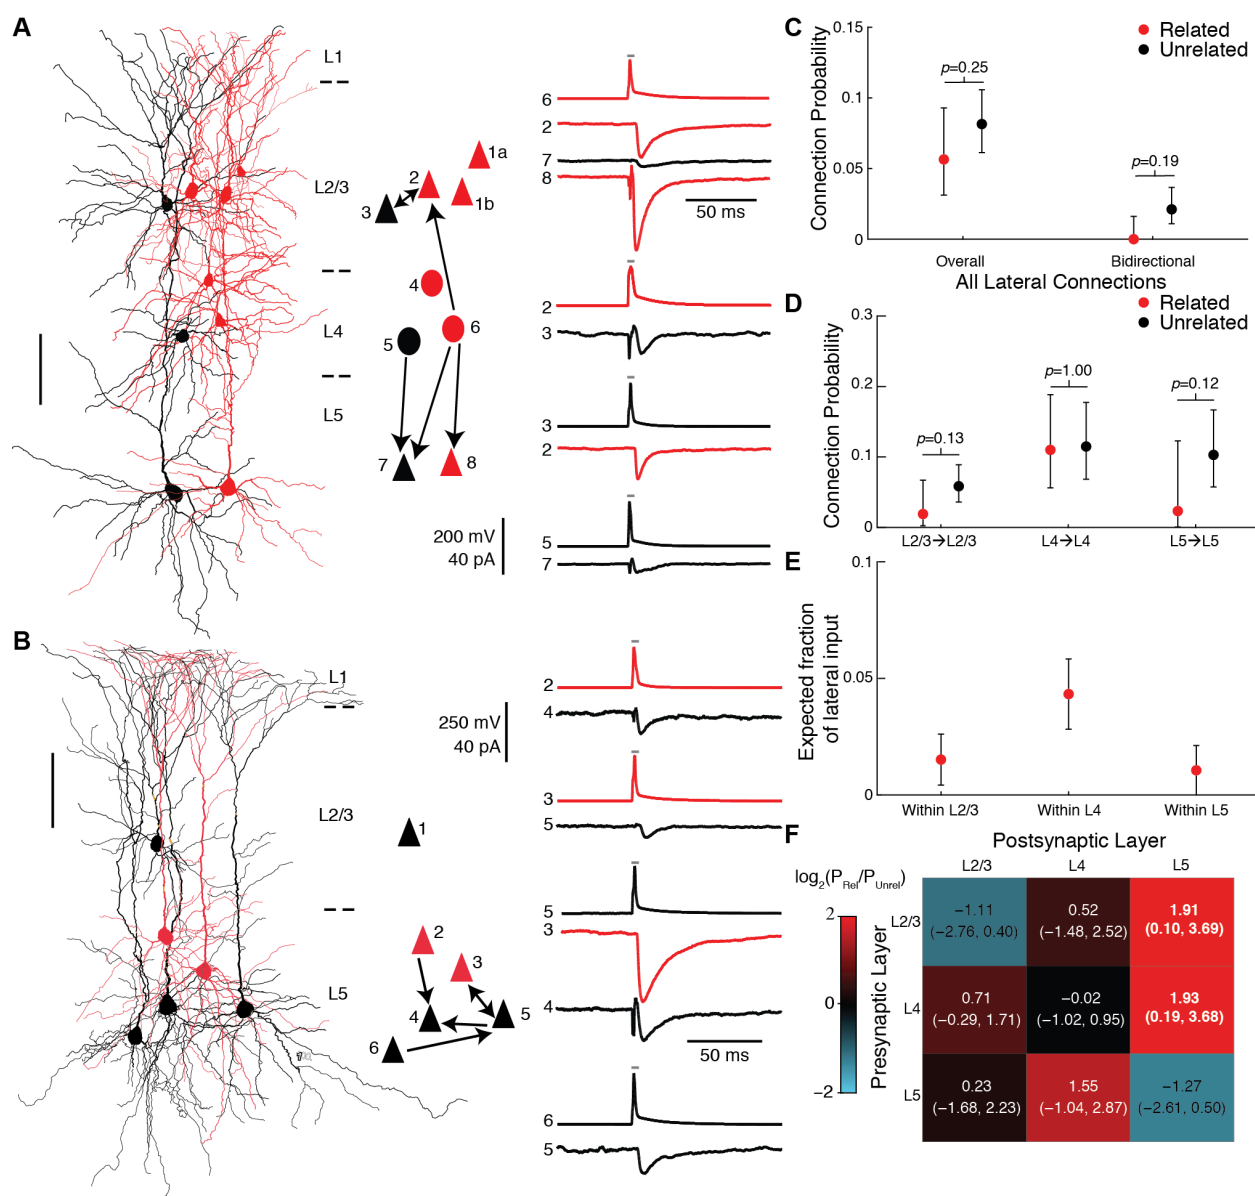 A
L1
L2/3
L4
L5
1a
2
1b
3
4
6
5
7
8
200 mV
40 pA
6
2
7
8
50 ms
2
3
3
2
5
7
B
L1
L2/3
L5
1
2
3
4
5
6
250 mV
40 pA
2
4
3
5
5
3
4
50 ms
6
5
C
Connection Probability
0.15
0.1
0.05
0
Related
Unrelated
p=0.25
p=0.19
Overall
Bidirectional
All Lateral Connections
D
Connection Probability
0.3
0.2
0.1
0
Related
Unrelated
p=0.13
p=1.00
p=0.12
L2/3→L2/3
L4→L4
L5→L5
E
Expected fraction
of lateral input
0.1
0.05
0
Within L2/3
Within L4
Within L5
F
Postsynaptic Layer
L2/3
L4
L5
log2(PRel/PUnrel)
2
0
−2
Presynaptic Layer
L2/3
−1.11
(−2.76, 0.40)
0.52
(−1.48, 2.52)
1.91
(0.10, 3.69)
L4
0.71
(−0.29, 1.71)
−0.02
(−1.02, 0.95)
1.93
(0.19, 3.68)
L5
0.23
(−1.68, 2.23)
1.55
(−1.04, 2.87)
−1.27
(−2.61, 0.50)